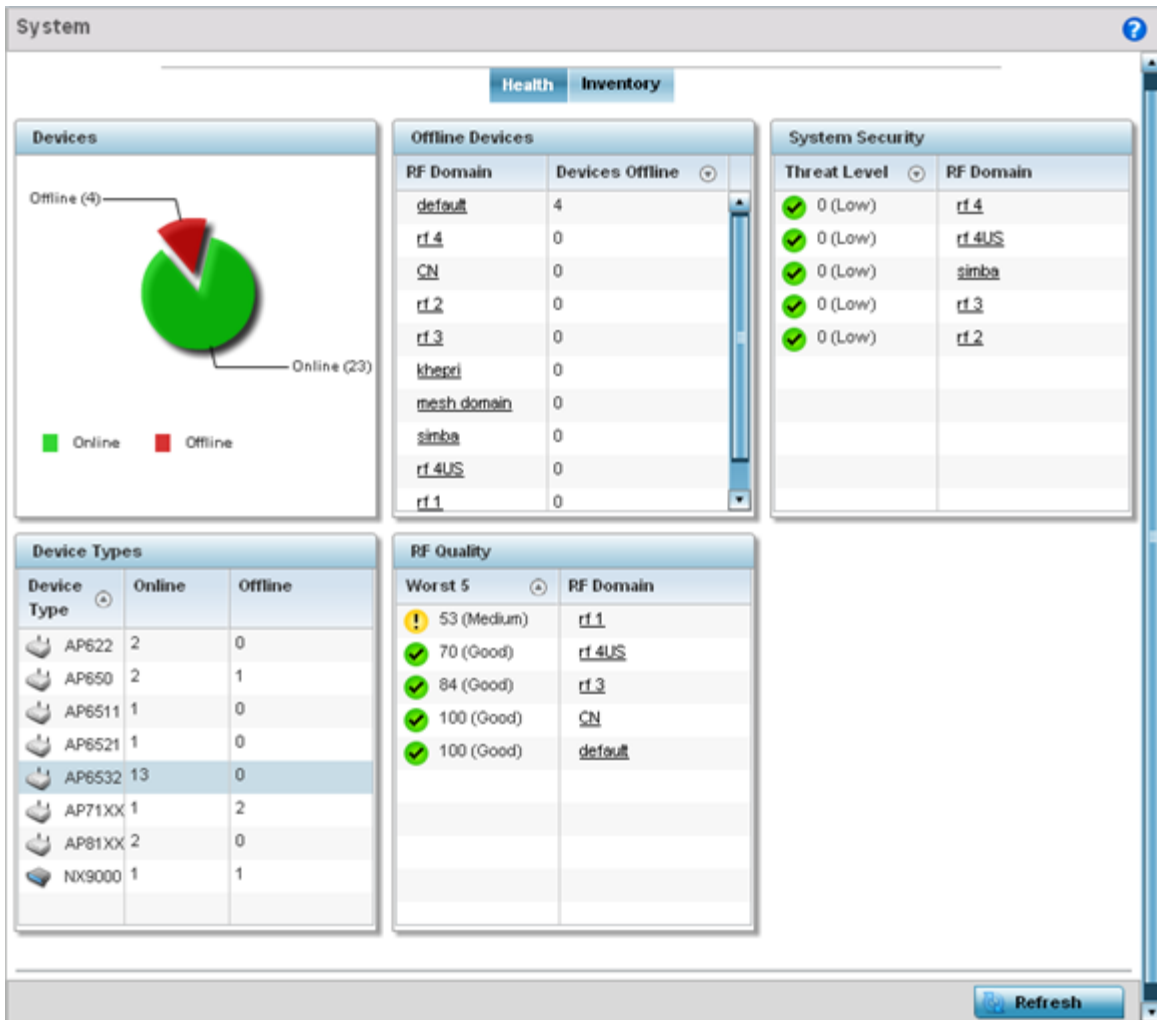 System
Health Inventory
Devices
Offline (4)
Online (23)
Online Offline
Offline Devices
RF Domain Devices Offline
default 4
rf 4 0
CN 0
rf 2 0
rf 3 0
khepri 0
mesh domain 0
simba 0
rf 4US 0
rf 1 0
System Security
Threat Level RF Domain
0 (Low) rf 4
0 (Low) rf 4US
0 (Low) simba
0 (Low) rf 3
0 (Low) rf 2
Device Types
Device Type Online Offline
AP622 2 0
AP650 2 1
AP6511 1 0
AP6521 1 0
AP6532 13 0
AP71XX 1 2
AP81XX 2 0
NX9000 1 1
RF Quality
Worst 5 RF Domain
53 (Medium) rf 1
70 (Good) rf 4US
84 (Good) rf 3
100 (Good) CN
100 (Good) default
Refresh